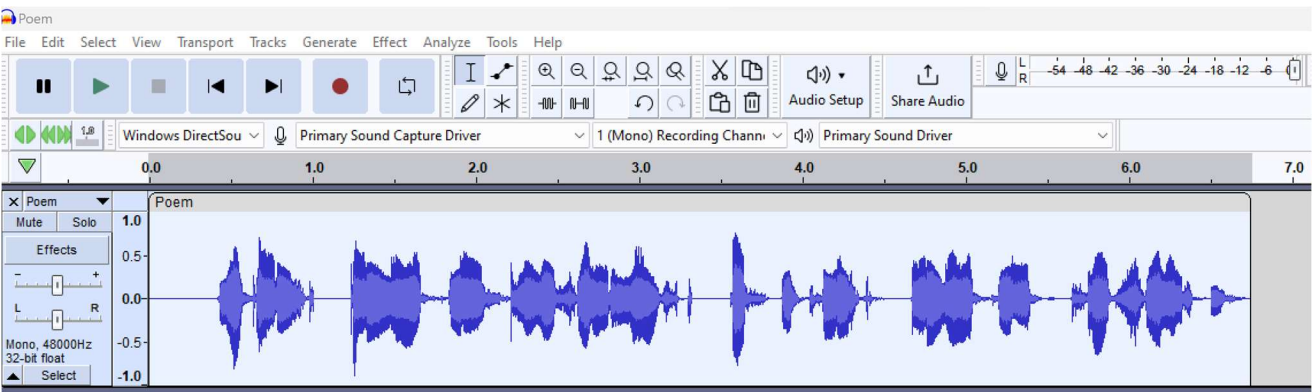 Poem
File Edit Select View Transport Tracks Generate Effect Analyze Tools Help
L
R
-54 -48 -42 -36 -30 -24 -18 -12 -6
Audio Setup
Share Audio
Windows DirectSou
Primary Sound Capture Driver
1 (Mono) Recording Chann
Primary Sound Driver
0.0 1.0 2.0 3.0 4.0 5.0 6.0 7.0
Poem
Poem
Mute Solo
1.0
Effects
0.5
- +
0.0
L R
Mono, 48000Hz
-0.5
32-bit float
Select
-1.0